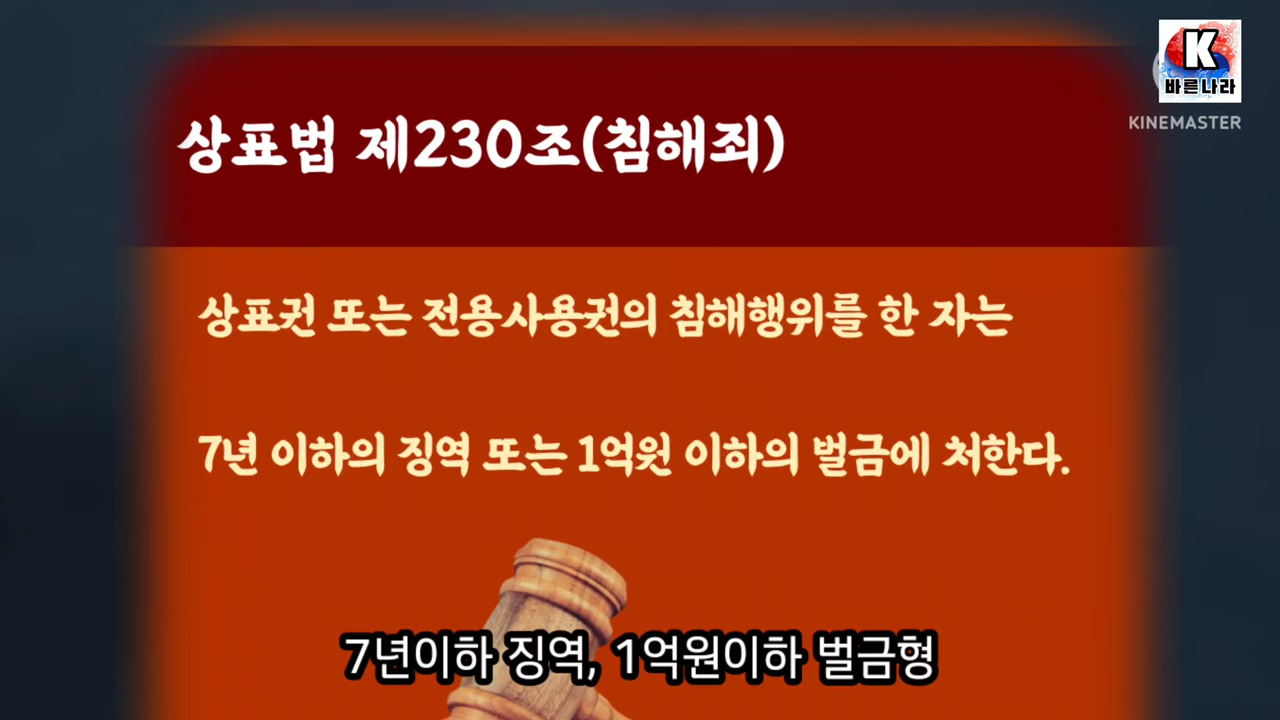 K
바른나라
KINEMASTER
상표법 제230조(침해죄)
상표권 또는 전용사용권의 침해행위를 한 자는
7년 이하의 징역 또는 1억원 이하의 벌금에 처한다.
7년이하 징역, 1억원이하 벌금형